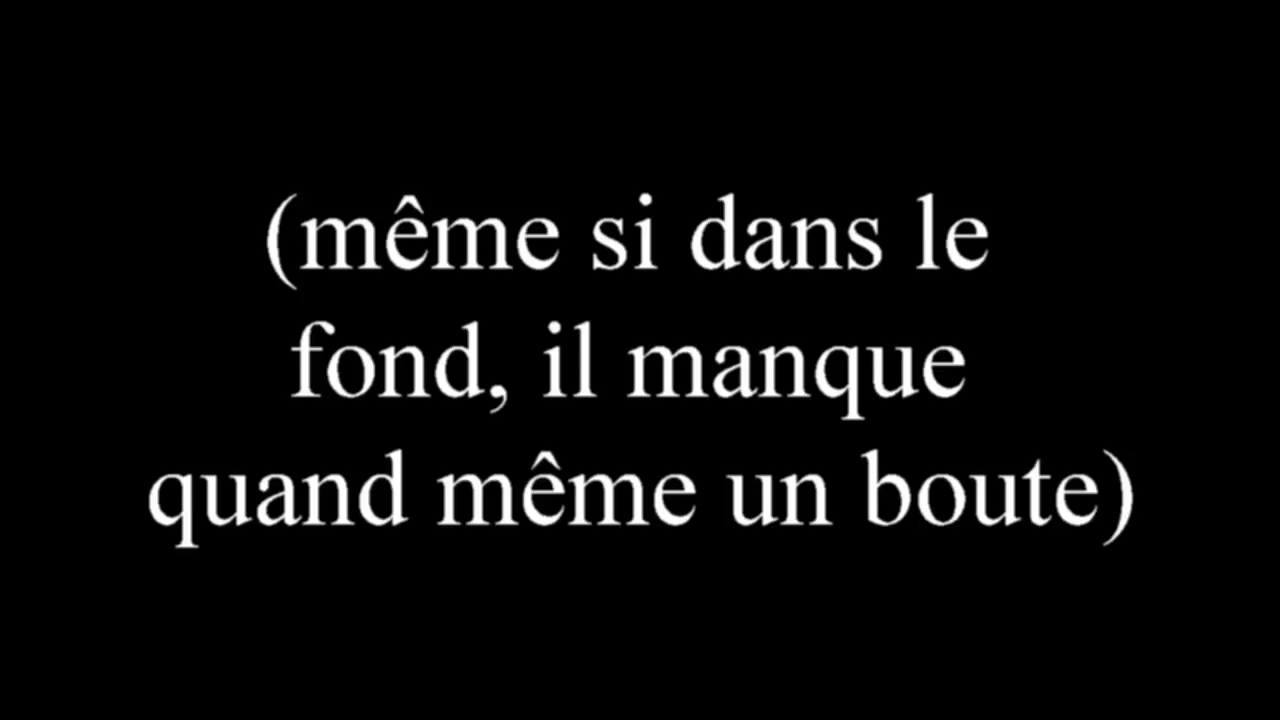 (même si dans le
fond, il manque
quand même un boute)